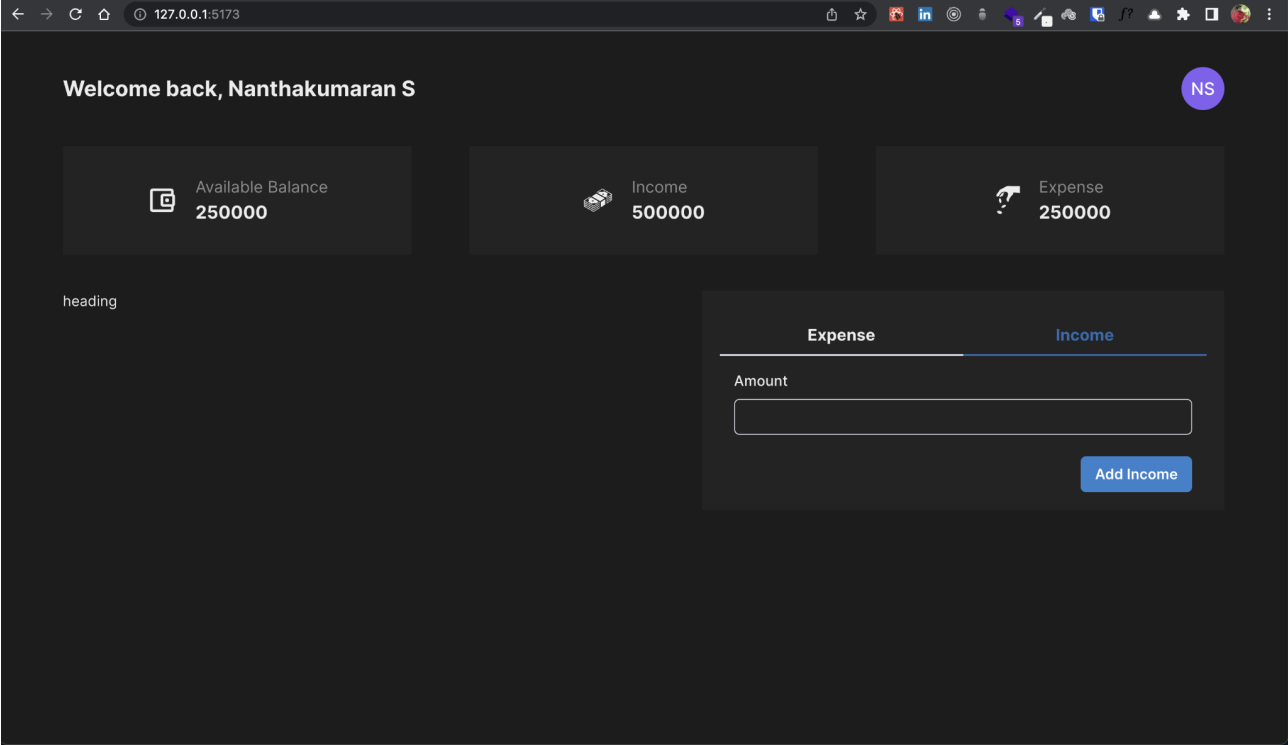 127.0.0.1:5173
5
f?
Welcome back, Nanthakumaran S
NS
Available Balance
250000
Income
500000
Expense
250000
heading
Expense Income
Amount
Add Income